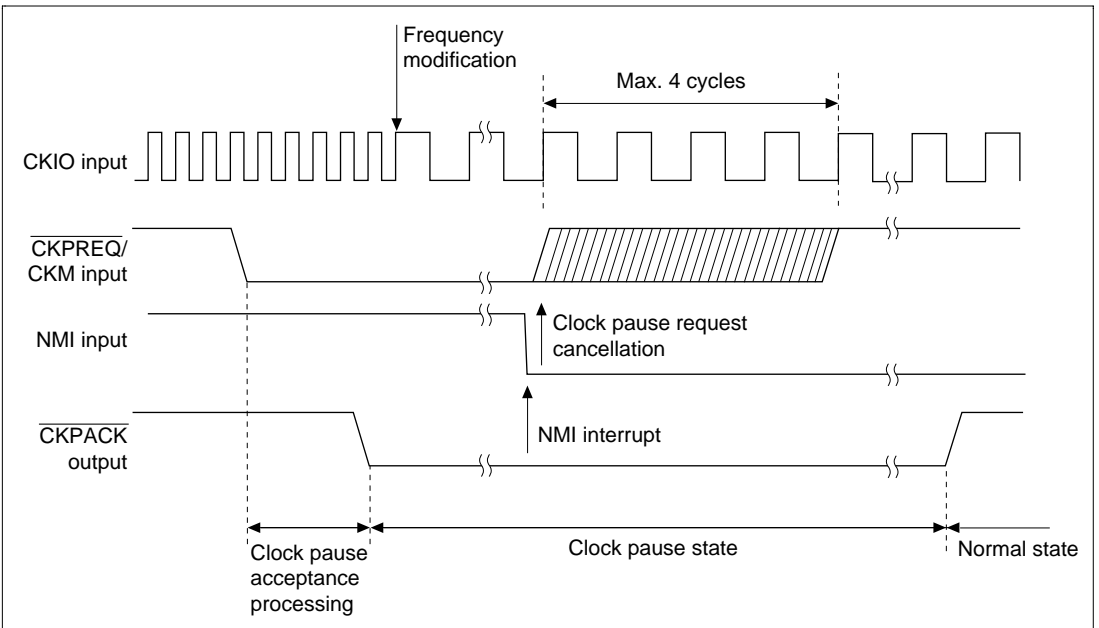 Frequency
modification
Max. 4 cycles
CKIO input
CKPREQ/
CKM input
Clock pause request
cancellation
NMI input
NMI interrupt
CKPACK
output
Clock pause
acceptance
processing
Clock pause state
Normal state